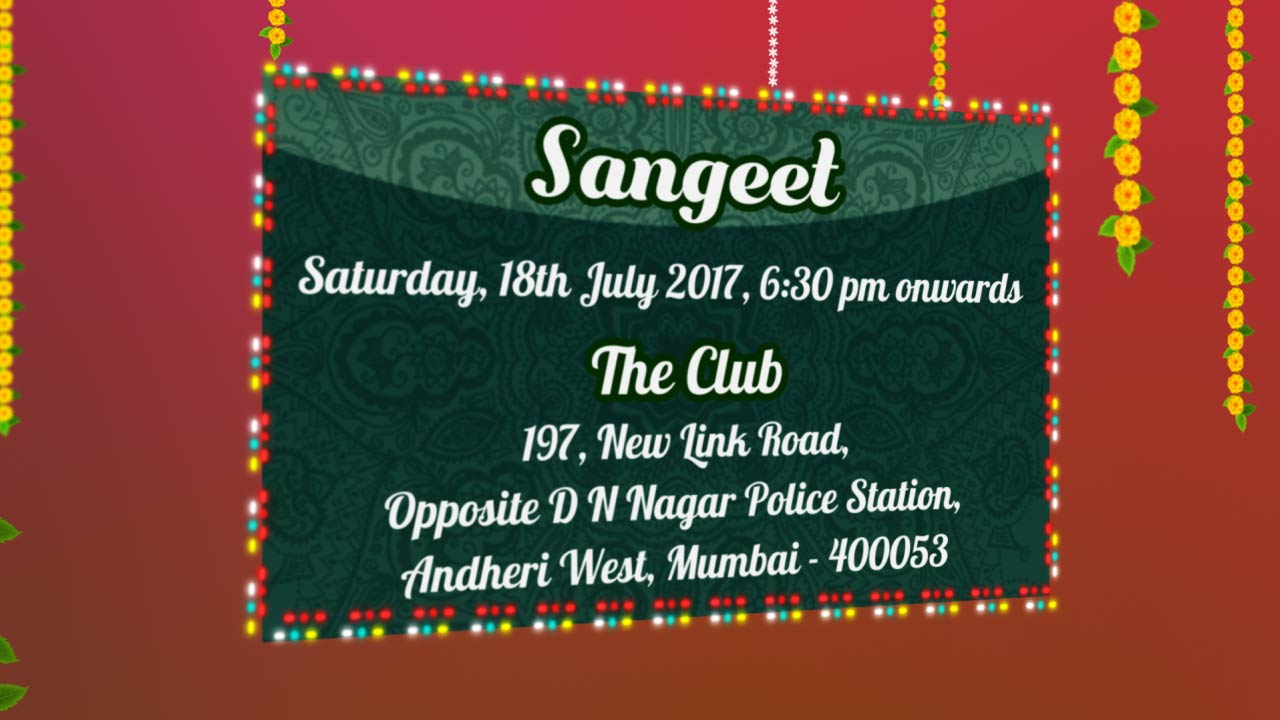 Sangeet
Saturday, 18th July 2017, 6:30 pm onwards
The Club
197, New Link Road,
Opposite D N Nagar Police Station,
Andheri West, Mumbai - 400053